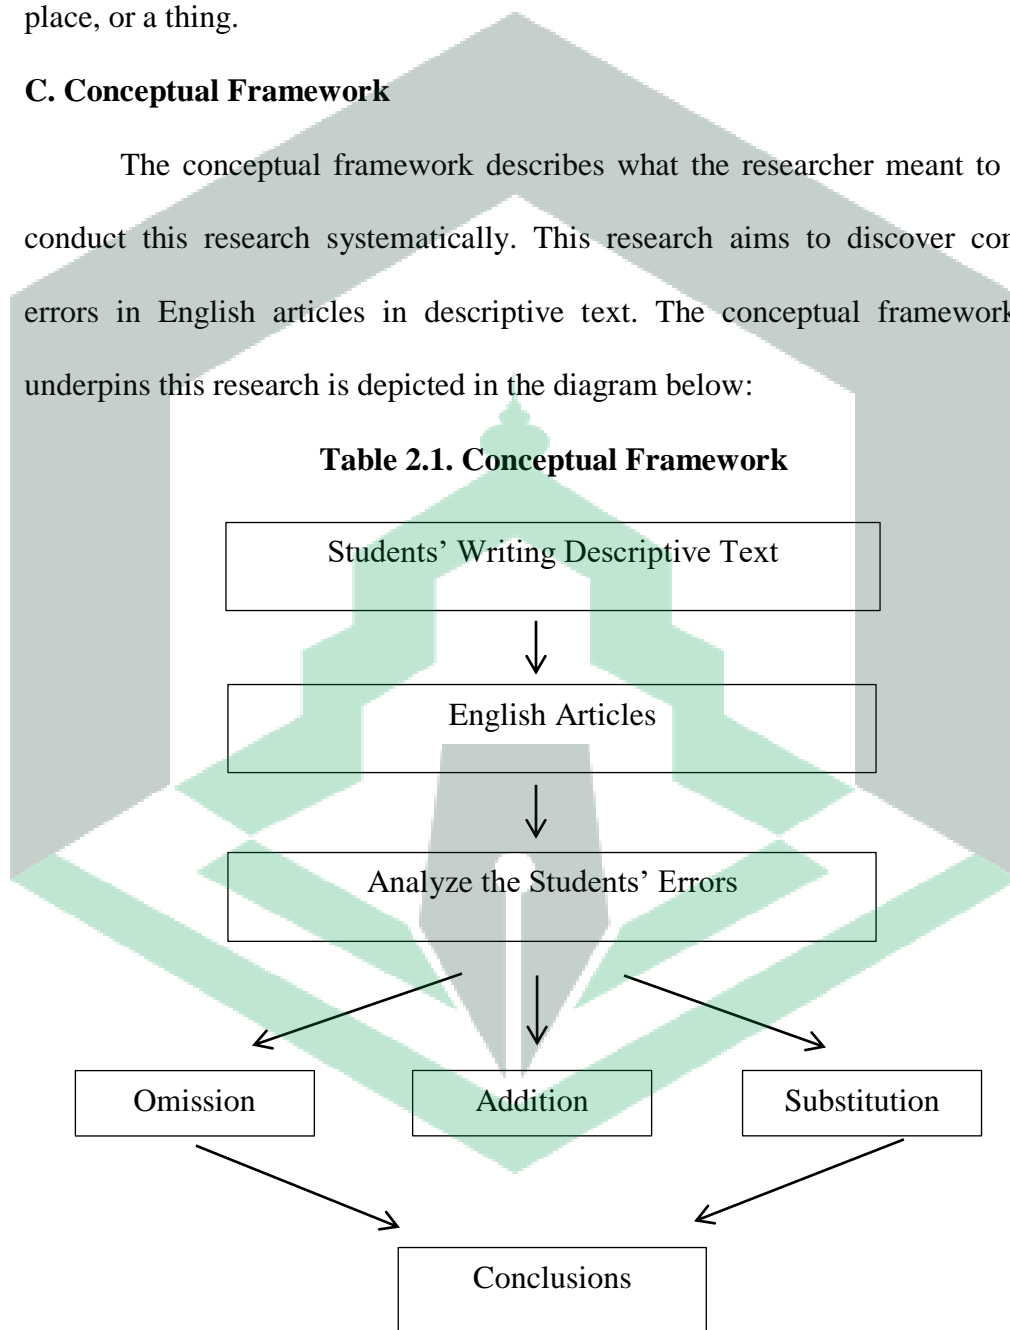 place, or a thing.
C. Conceptual Framework
The conceptual framework describes what the researcher meant to
conduct this research systematically. This research aims to discover
errors in English articles in descriptive text. The conceptual framework
underpins this research is depicted in the diagram below:
Table 2.1. Conceptual Framework
Students’ Writing Descriptive Text
English Articles
Analyze the Students’ Errors
Omission Addition Substitution
Conclusions